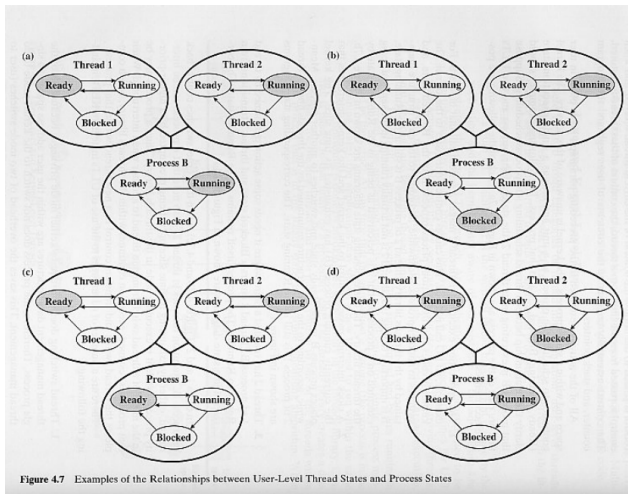 (a)
Thread 1
Ready
Running
Blocked
Thread 2
Ready
Running
Blocked
Process B
Ready
Running
Blocked
(b)
Thread 1
Ready
Running
Blocked
Thread 2
Ready
Running
Blocked
Process B
Ready
Running
Blocked
(c)
Thread 1
Ready
Running
Blocked
Thread 2
Ready
Running
Blocked
Process B
Ready
Running
Blocked
(d)
Thread 1
Ready
Running
Blocked
Thread 2
Ready
Running
Blocked
Process B
Ready
Running
Blocked
Figure 4.7 Examples of the Relationships between User-Level Thread States and Process States